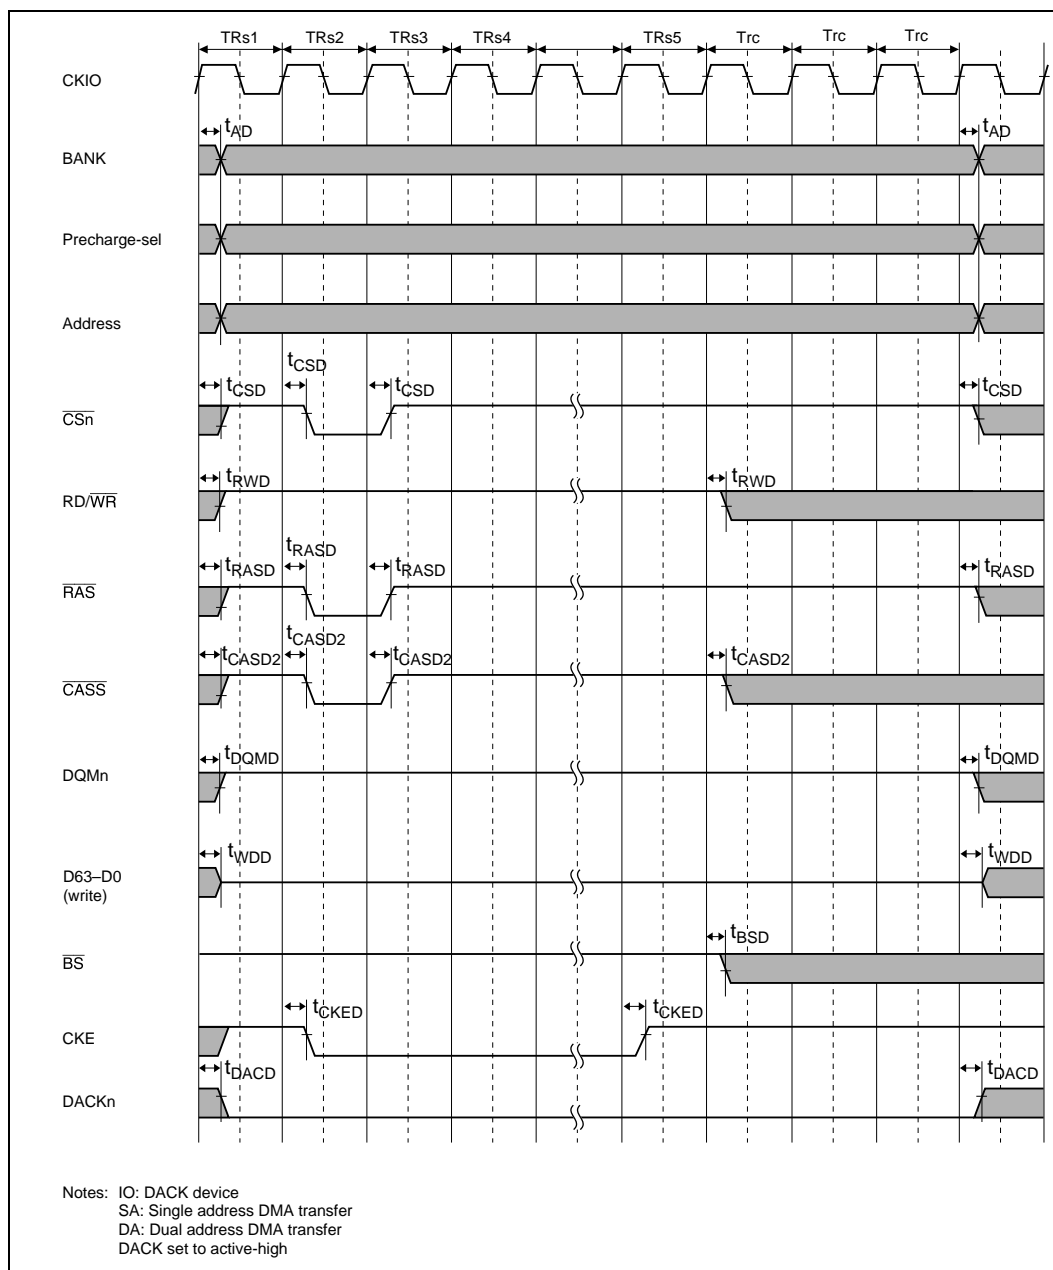 TRs1 TRs2 TRs3 TRs4 TRs5 Trc Trc Trc
CKIO
tAD tAD
BANK
Precharge-sel
Address
tCSD
tCSD tCSD tCSD
CSn
tRWD tRWD
RD/WR
tRASD
tRASD tRASD tRASD
RAS
tCASD2
tCASD2 tCASD2 tCASD2
CASS
tDQMD tDQMD
DQMn
tWDD tWDD
D63–D0
(write)
tBSD
BS
tCKED tCKED
CKE
tDACD tDACD
DACKn
Notes: IO: DACK device
SA: Single address DMA transfer
DA: Dual address DMA transfer
DACK set to active-high